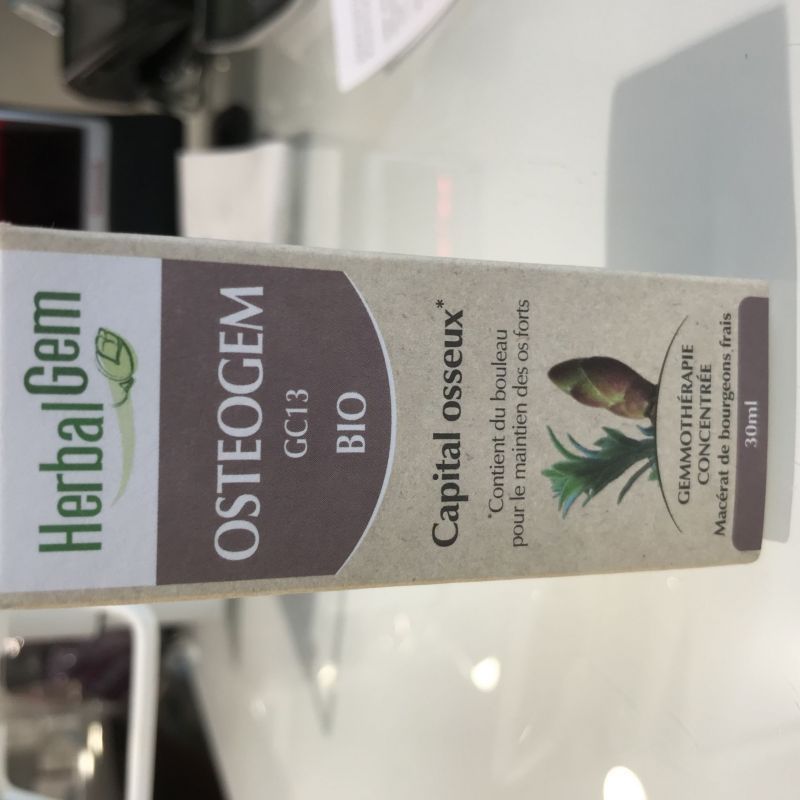 HerbalGem
OSTEOGEM
GC13
BIO
Capital osseux*
*Contient du bouleau
pour le maintien des os forts
GEMMOTHÉRAPIE
CONCENTRÉE
Macérat de bourgeons frais
30ml